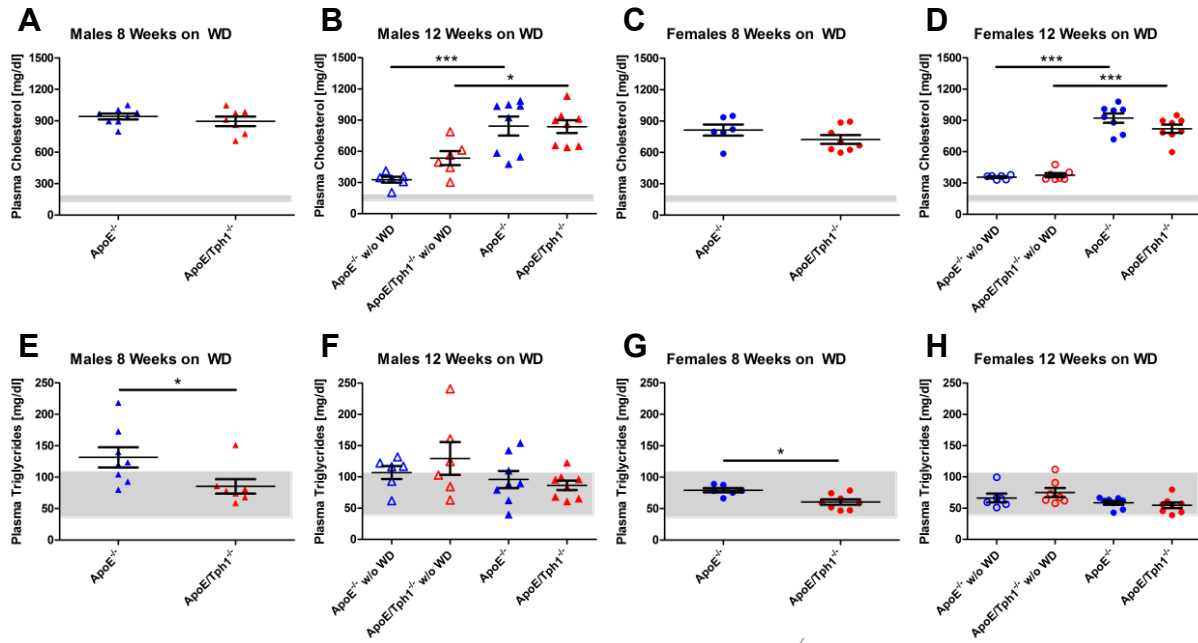 A
Males 8 Weeks on WD
Plasma Cholesterol [mg/dl]
1500
1200
900
600
300
0
ApoE-/-
ApoE/Tph1-/-
B
Males 12 Weeks on WD
Plasma Cholesterol [mg/dl]
1500
1200
900
600
300
0
***
*
ApoE-/- w/o WD
ApoE/Tph1-/- w/o WD
ApoE-/-
ApoE/Tph1-/-
C
Females 8 Weeks on WD
Plasma Cholesterol [mg/dl]
1500
1200
900
600
300
0
ApoE-/-
ApoE/Tph1-/-
D
Females 12 Weeks on WD
Plasma Cholesterol [mg/dl]
1500
1200
900
600
300
0
***
***
ApoE-/- w/o WD
ApoE/Tph1-/- w/o WD
ApoE-/-
ApoE/Tph1-/-
E
Males 8 Weeks on WD
Plasma Triglycrides [mg/dl]
250
200
150
100
50
0
*
ApoE-/-
ApoE/Tph1-/-
F
Males 12 Weeks on WD
Plasma Triglycrides [mg/dl]
250
200
150
100
50
0
ApoE-/- w/o WD
ApoE/Tph1-/- w/o WD
ApoE-/-
ApoE/Tph1-/-
G
Females 8 Weeks on WD
Plasma Triglycrides [mg/dl]
250
200
150
100
50
0
*
ApoE-/-
ApoE/Tph1-/-
H
Females 12 Weeks on WD
Plasma Triglycrides [mg/dl]
250
200
150
100
50
0
ApoE-/- w/o WD
ApoE/Tph1-/- w/o WD
ApoE-/-
ApoE/Tph1-/-